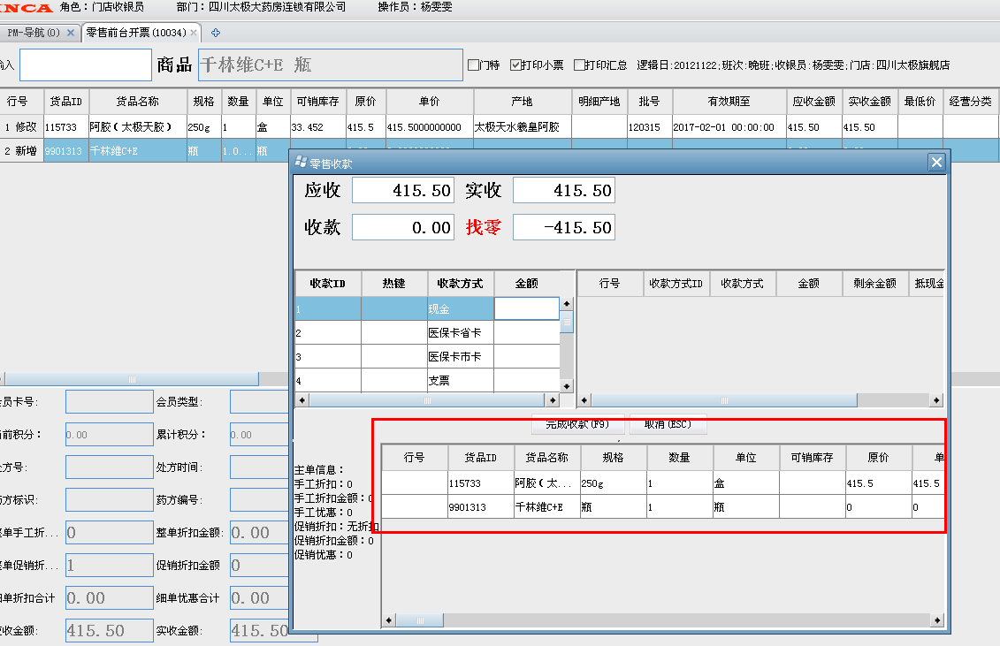 INCA 角色：门店收银员 部门：四川太极大药房连锁有限公司 操作员：杨雯雯
PM-导航(0) 零售前台开票(10034)
输入 商品 千林维C+E 瓶 门特 打印小票 打印汇总 逻辑日:20121122;班次:晚班;收银员:杨雯雯;门店:四川太极旗舰店
行号 货品ID 货品名称 规格 数量 单位 可销库存 原价 单价 产地 明细产地 批号 有效期至 应收金额 实收金额 最低价 经营分类
1 修改 115733 阿胶(太极天胶) 250g 1 盒 33.452 415.5 415.5000000000 太极天水羲皇阿胶 120315 2017-02-01 00:00:00 415.50 415.50
2 新增 9901313 千林维C+E 瓶 1.0... 瓶
零售收款
应收 415.50 实收 415.50
收款 0.00 找零 -415.50
收款ID 热键 收款方式 金额
1 现金
2 医保卡省卡
3 医保卡市卡
4 支票
行号 收款方式ID 收款方式 金额 剩余金额 抵现金
完成收款(F9) 取消(ESC)
主单信息：
手工折扣：0
手工折扣金额：0
手工优惠：0
促销折扣：无折扣
促销折扣金额：0
促销优惠：0
行号 货品ID 货品名称 规格 数量 单位 可销库存 原价 单
115733 阿胶(太... 250g 1 盒 415.5 415.5
9901313 千林维C+E 瓶 1 瓶 0 0
员卡号: 会员类型:
前积分： 0.00 累计积分： 0.00
方号: 处方时间:
方标识: 药方编号:
整单手工折... 0 整单折扣金额: 0.00
整单促销折... 1 促销折扣金额 0
细单折扣合计 0.00 细单优惠合计 0.00
应收金额: 415.50 实收金额: 415.50